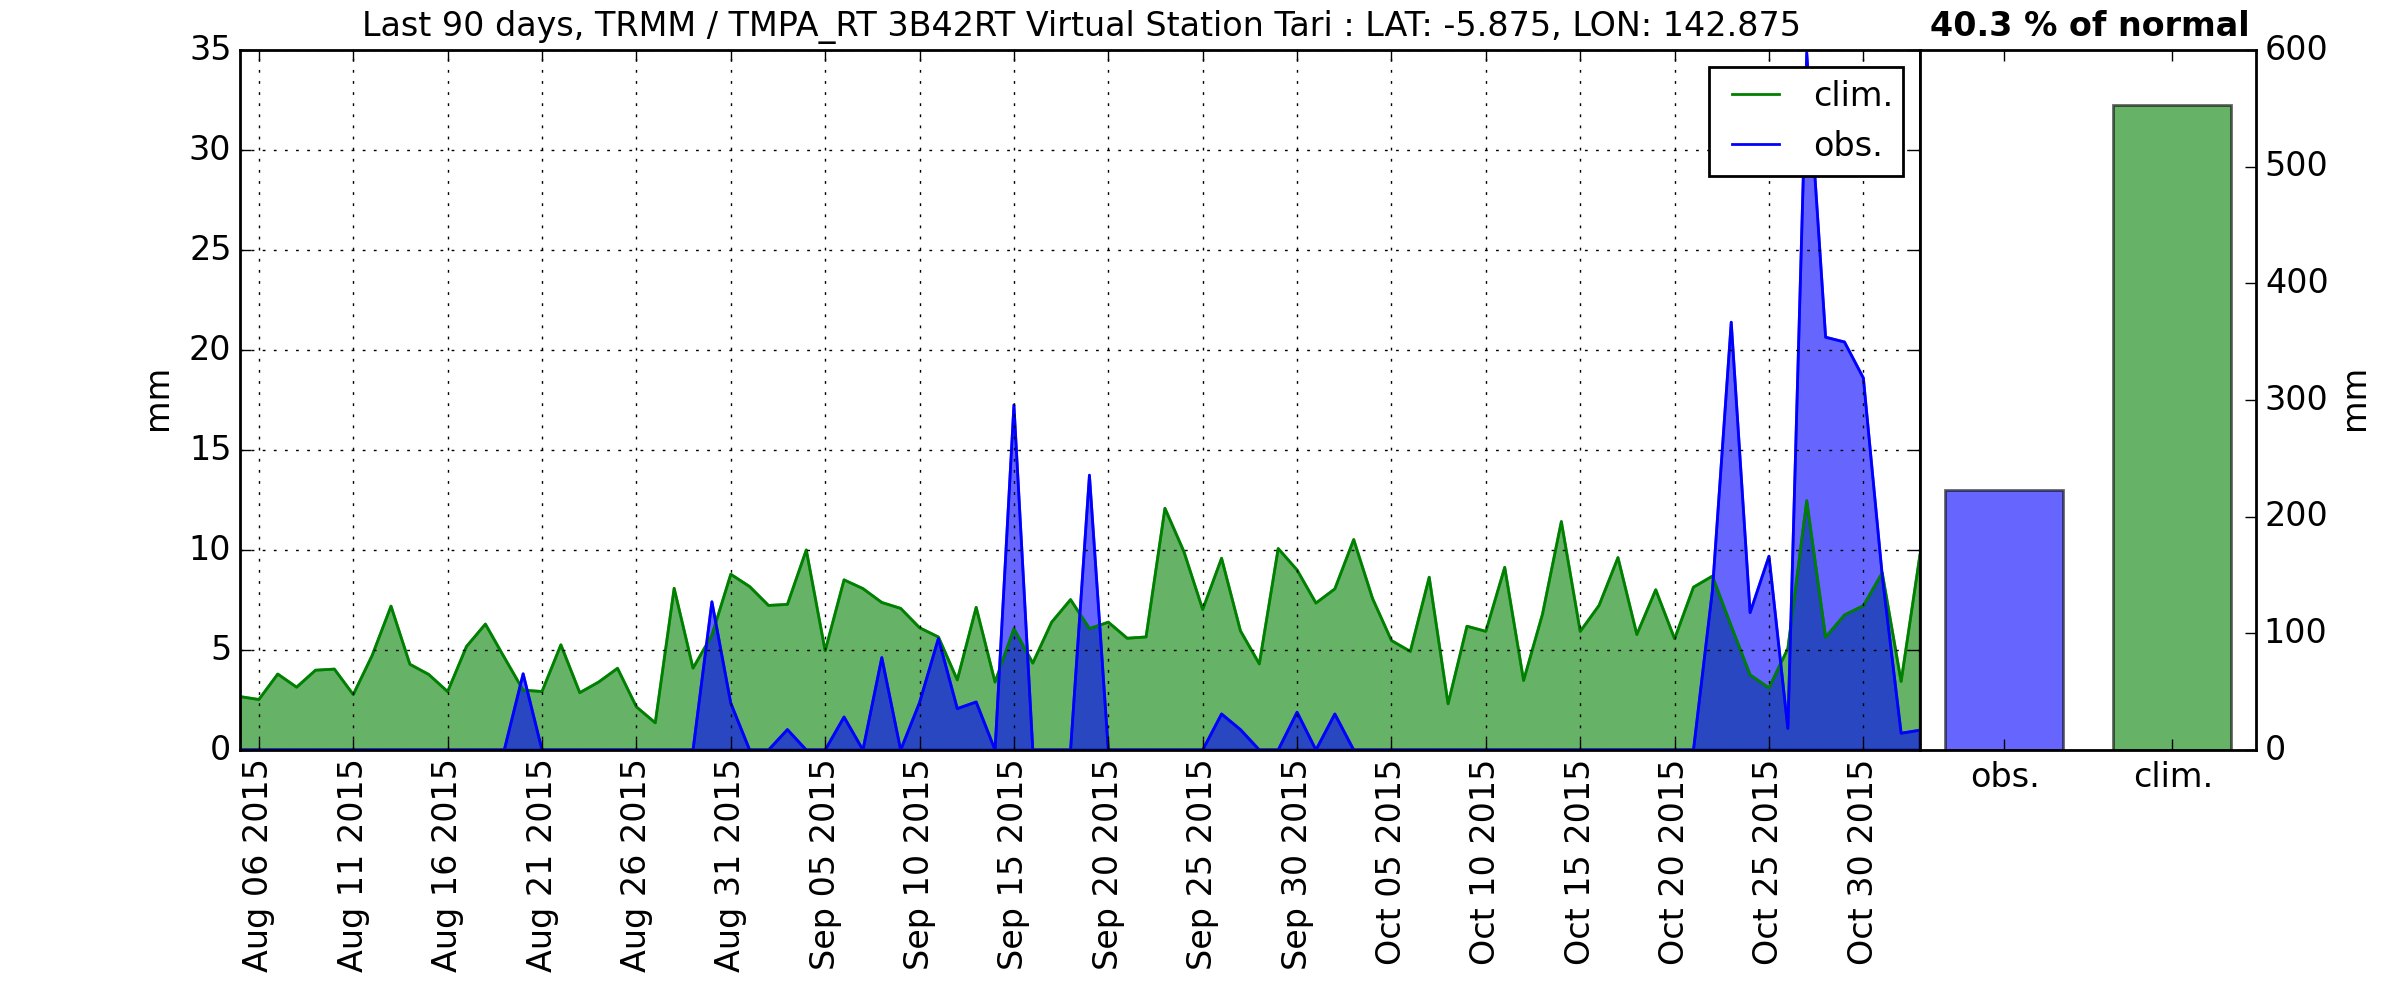 Last 90 days, TRMM / TMPA_RT 3B42RT Virtual Station Tari : LAT: -5.875, LON: 142.875
40.3 % of normal
35
30
25
20
15
10
5
0
mm
clim.
obs.
600
500
400
300
200
100
0
mm
Aug 06 2015
Aug 11 2015
Aug 16 2015
Aug 21 2015
Aug 26 2015
Aug 31 2015
Sep 05 2015
Sep 10 2015
Sep 15 2015
Sep 20 2015
Sep 25 2015
Sep 30 2015
Oct 05 2015
Oct 10 2015
Oct 15 2015
Oct 20 2015
Oct 25 2015
Oct 30 2015
obs.
clim.